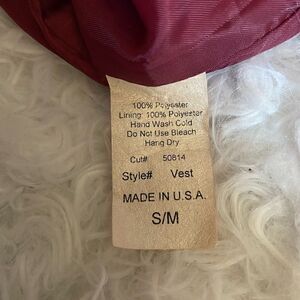 100% Polyester
Lining: 100% Polyester
Hand Wash Cold
Do Not Use Bleach
Hang Dry
Cut# 50814
Style# Vest
MADE IN U.S.A.
S/M